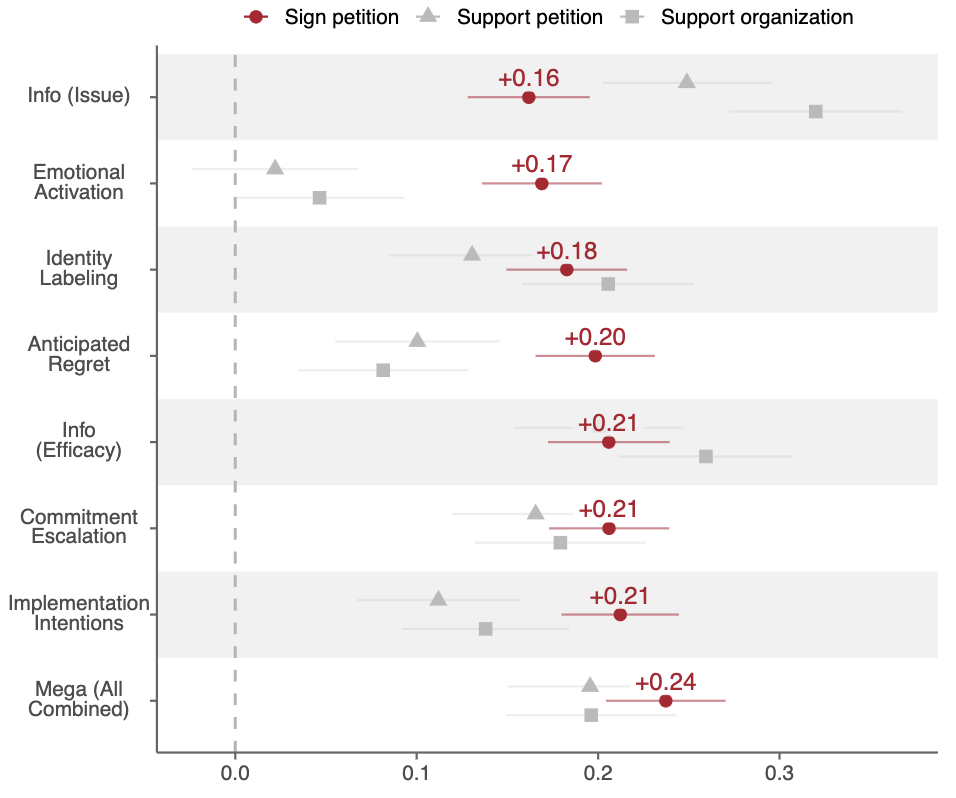 Sign petition Support petition Support organization
Info (Issue)
+0.16
Emotional
Activation
+0.17
Identity
Labeling
+0.18
Anticipated
Regret
+0.20
Info
(Efficacy)
+0.21
Commitment
Escalation
+0.21
Implementation
Intentions
+0.21
Mega (All
Combined)
+0.24
0.0 0.1 0.2 0.3